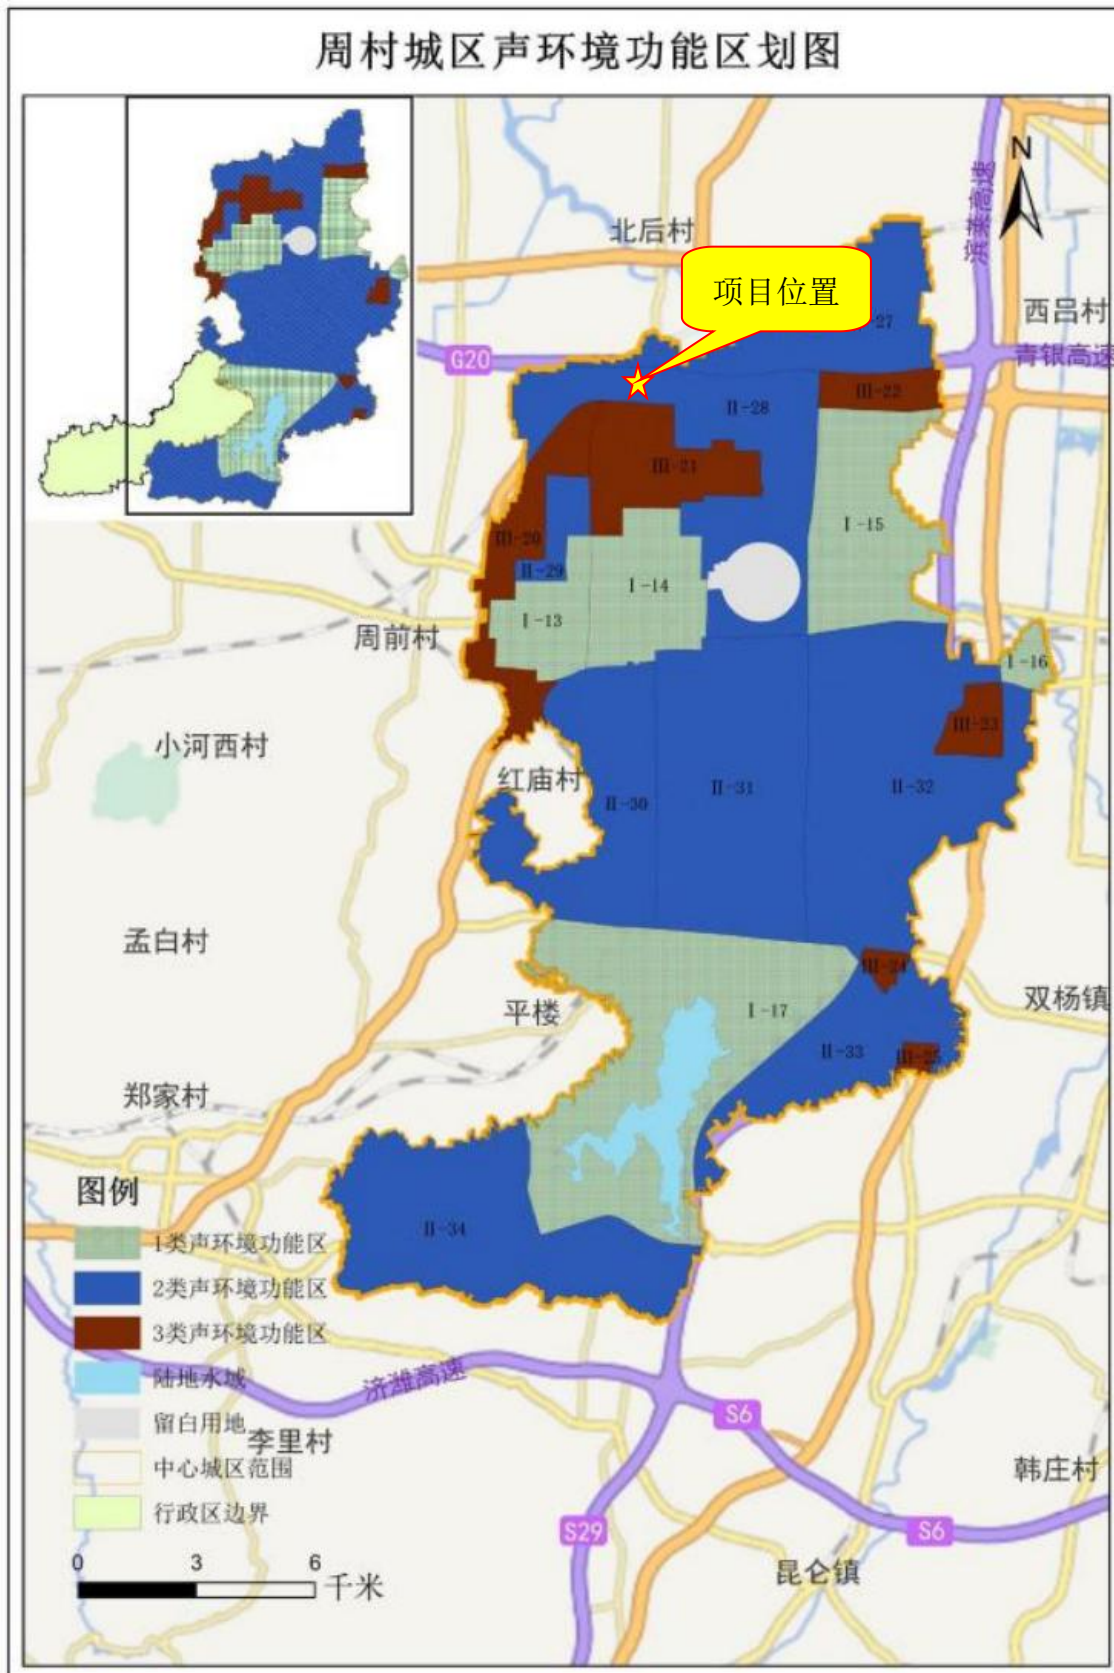 周村城区声环境功能区划图
N
滨莱高速
北后村
项目位置
-27
西吕村
青银高速
G20
III-22
II-28
III-21
I-15
III-20
II-29
I-14
I-13
周前村
I-16
III-23
小河西村
红庙村
II-30
II-31
II-32
孟白村
III-24
双杨镇
平楼
I-17
II-33
III-25
郑家村
图例
II-34
1类声环境功能区
2类声环境功能区
3类声环境功能区
陆地水域
济潍高速
留白用地
李里村
S6
中心城区范围
韩庄村
行政区边界
S29
S6
0 3 6
千米
昆仑镇